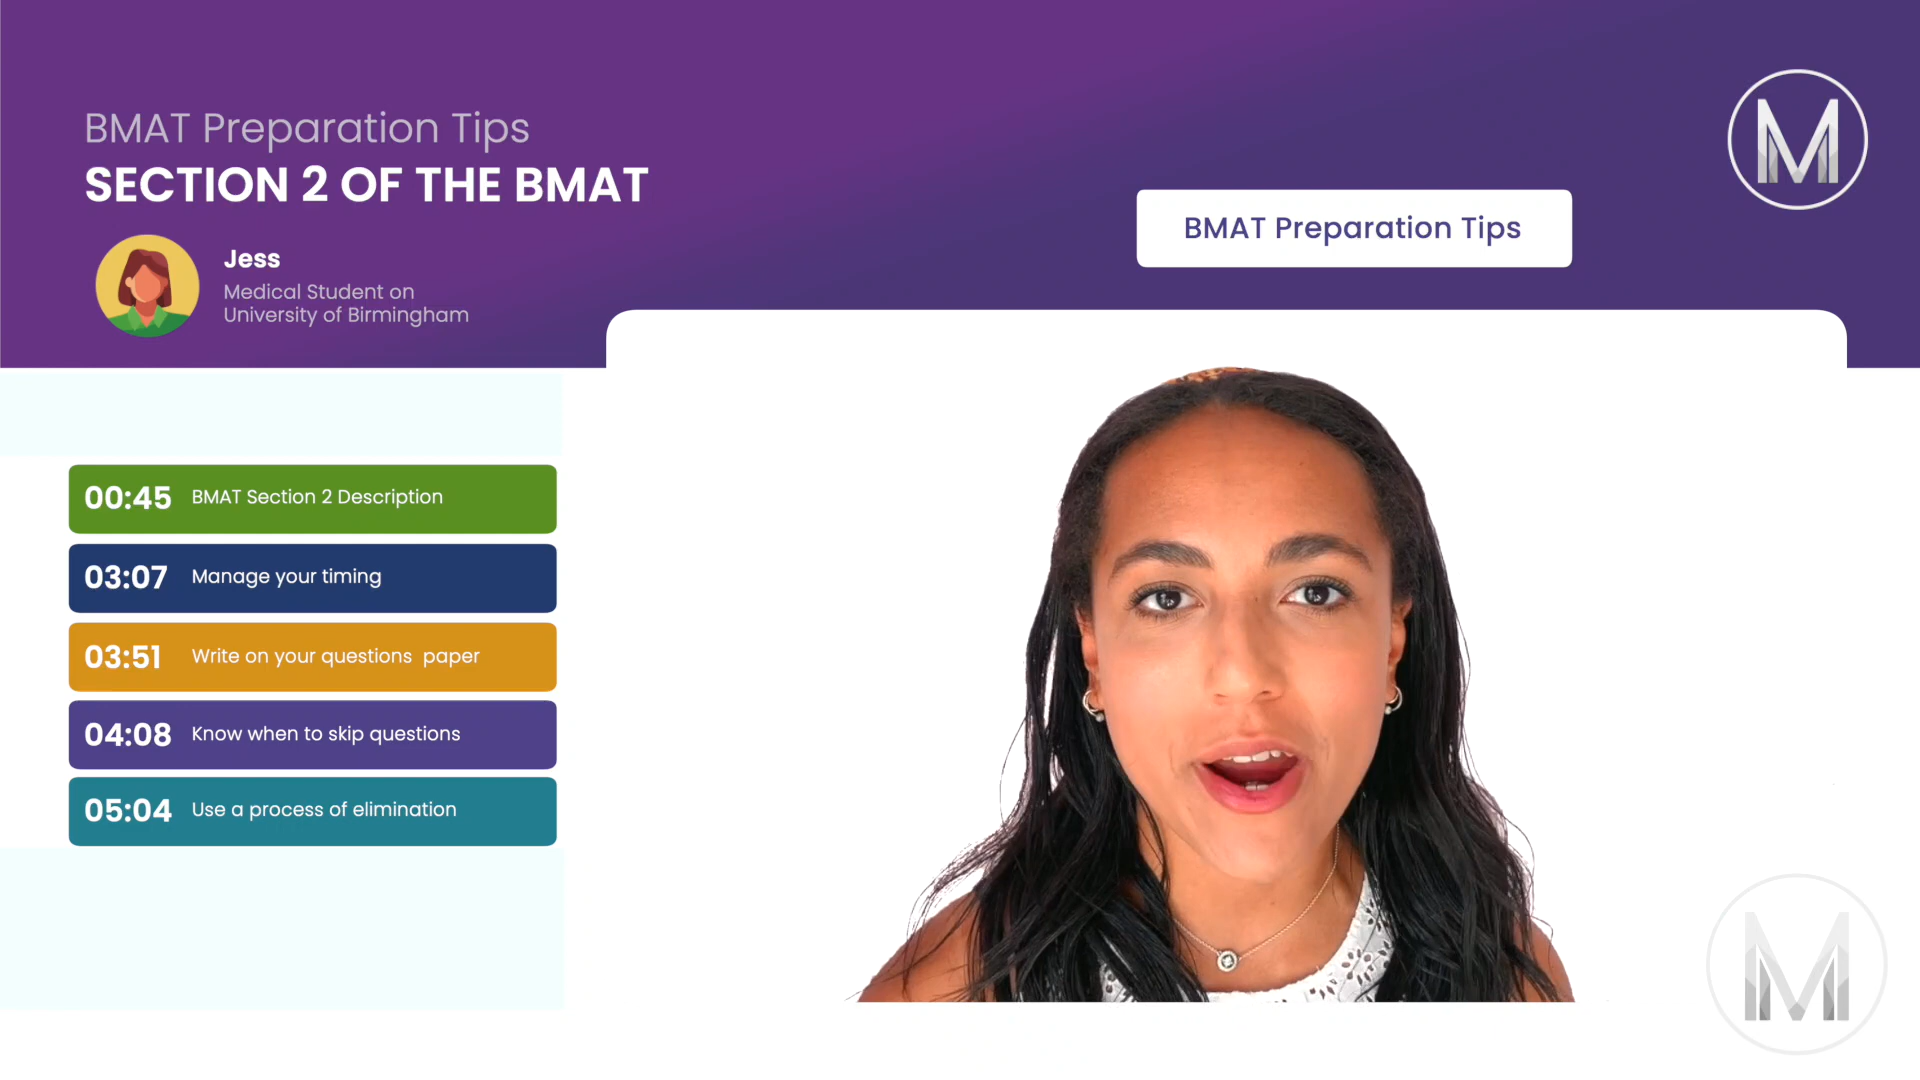 BMAT Preparation Tips
SECTION 2 OF THE BMAT
Jess
Medical Student on
University of Birmingham
BMAT Preparation Tips
M
00:45 BMAT Section 2 Description
03:07 Manage your timing
03:51 Write on your questions  paper
04:08 Know when to skip questions
05:04 Use a process of elimination
M